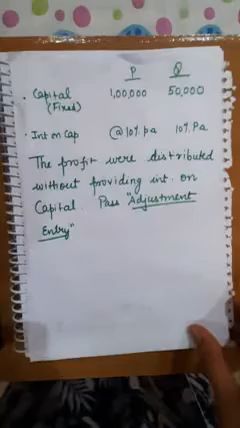 P Q
. Capital 1,00,000 50,000
(Fixed)
. Int on Cap @10% pa 10% Pa
The profit were distributed
without providing int. on
Capital Pass "Adjustment
Entry"